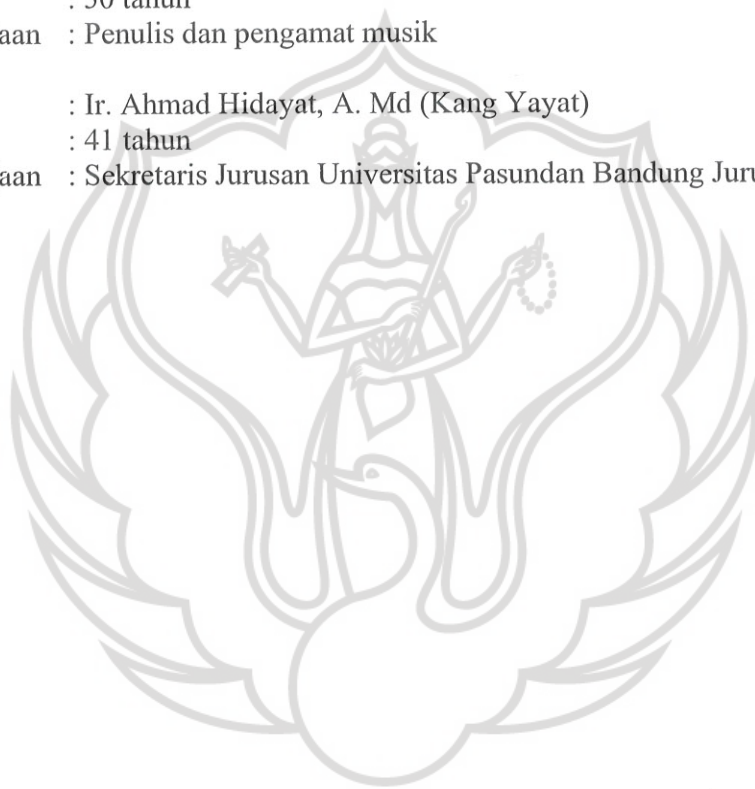 : 50 tahun
aan : Penulis dan pengamat musik
: Ir. Ahmad Hidayat, A. Md (Kang Yayat)
: 41 tahun
aan : Sekretaris Jurusan Universitas Pasundan Bandung Juru